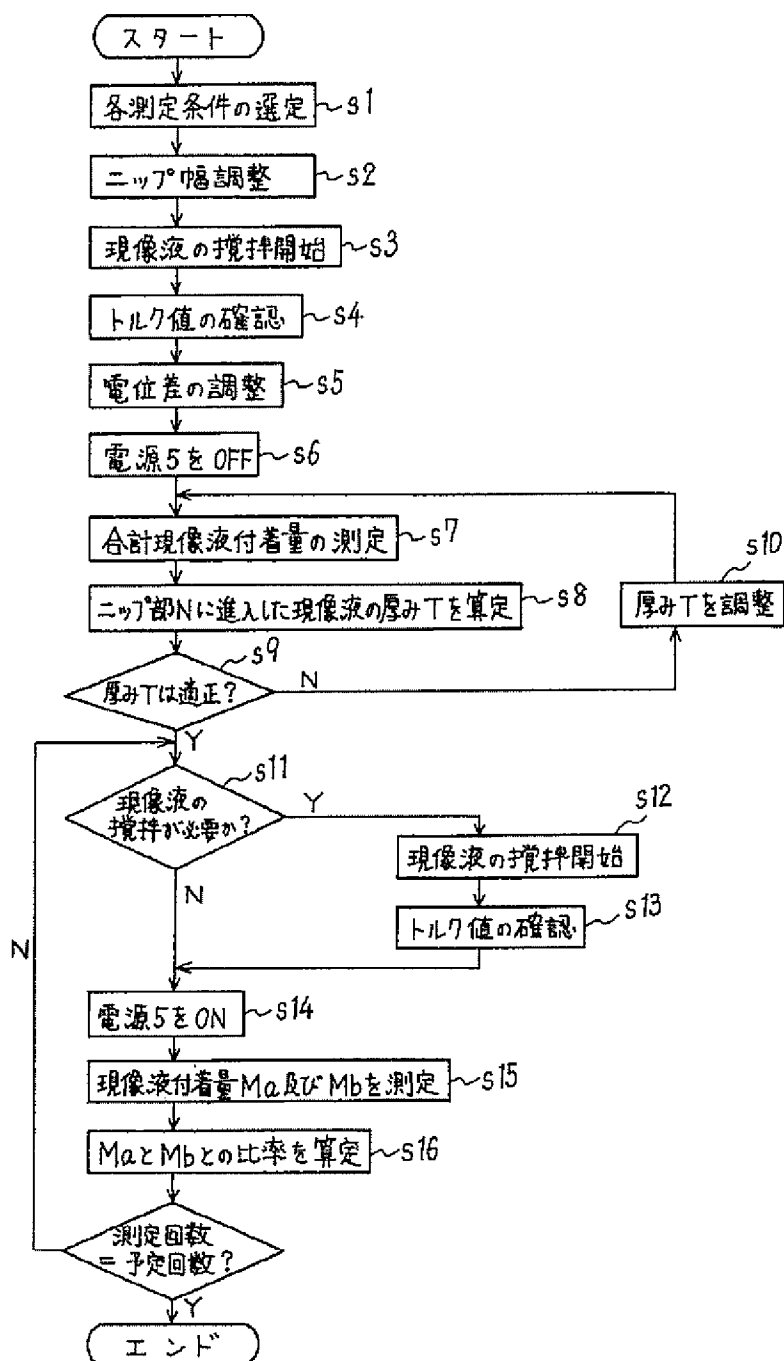 スタート
各測定条件の選定 s1
ニップ幅調整 s2
現像液の撹拌開始 s3
トルク値の確認 s4
電位差の調整 s5
電源5をOFF s6
合計現像液付着量の測定 s7
ニップ部Nに進入した現像液の厚みTを算定 s8
s10
厚みTを調整
s9
厚みTは適正?
N
Y
s11
現像液の
撹拌が必要か?
Y
N
s12
現像液の撹拌開始
トルク値の確認 s13
N
電源5をON s14
現像液付着量Ma及びMbを測定 s15
MaとMbとの比率を算定 s16
測定回数
=予定回数?
Y
エンド